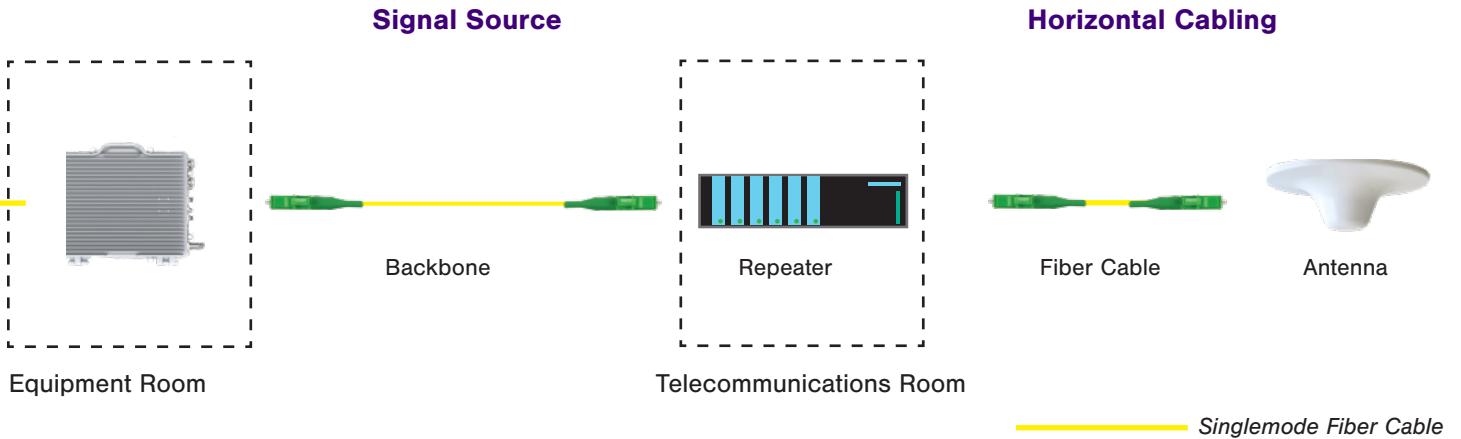 Signal Source
Horizontal Cabling
Backbone
Repeater
Fiber Cable
Antenna
Equipment Room
Telecommunications Room
Singlemode Fiber Cable